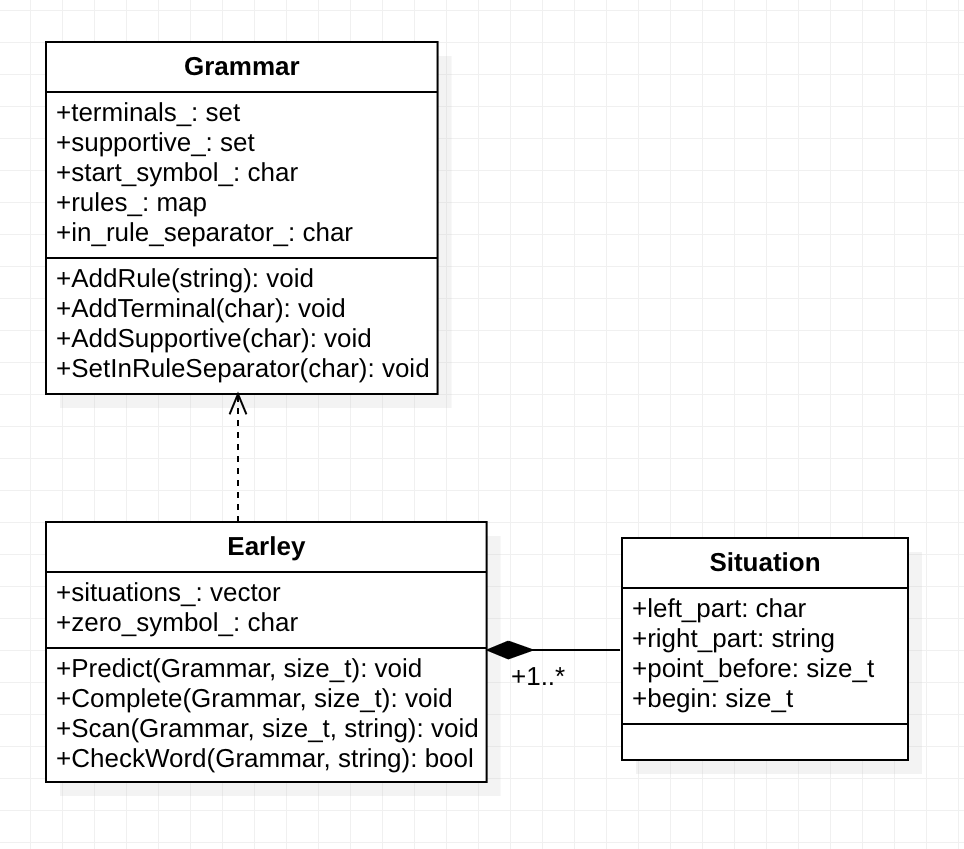 Grammar
+terminals_: set
+supportive_: set
+start_symbol_: char
+rules_: map
+in_rule_separator_: char
+AddRule(string): void
+AddTerminal(char): void
+AddSupportive(char): void
+SetInRuleSeparator(char): void
Earley
+situations_: vector
+zero_symbol_: char
+Predict(Grammar, size_t): void
+Complete(Grammar, size_t): void
+Scan(Grammar, size_t, string): void
+CheckWord(Grammar, string): bool
+1..*
Situation
+left_part: char
+right_part: string
+point_before: size_t
+begin: size_t